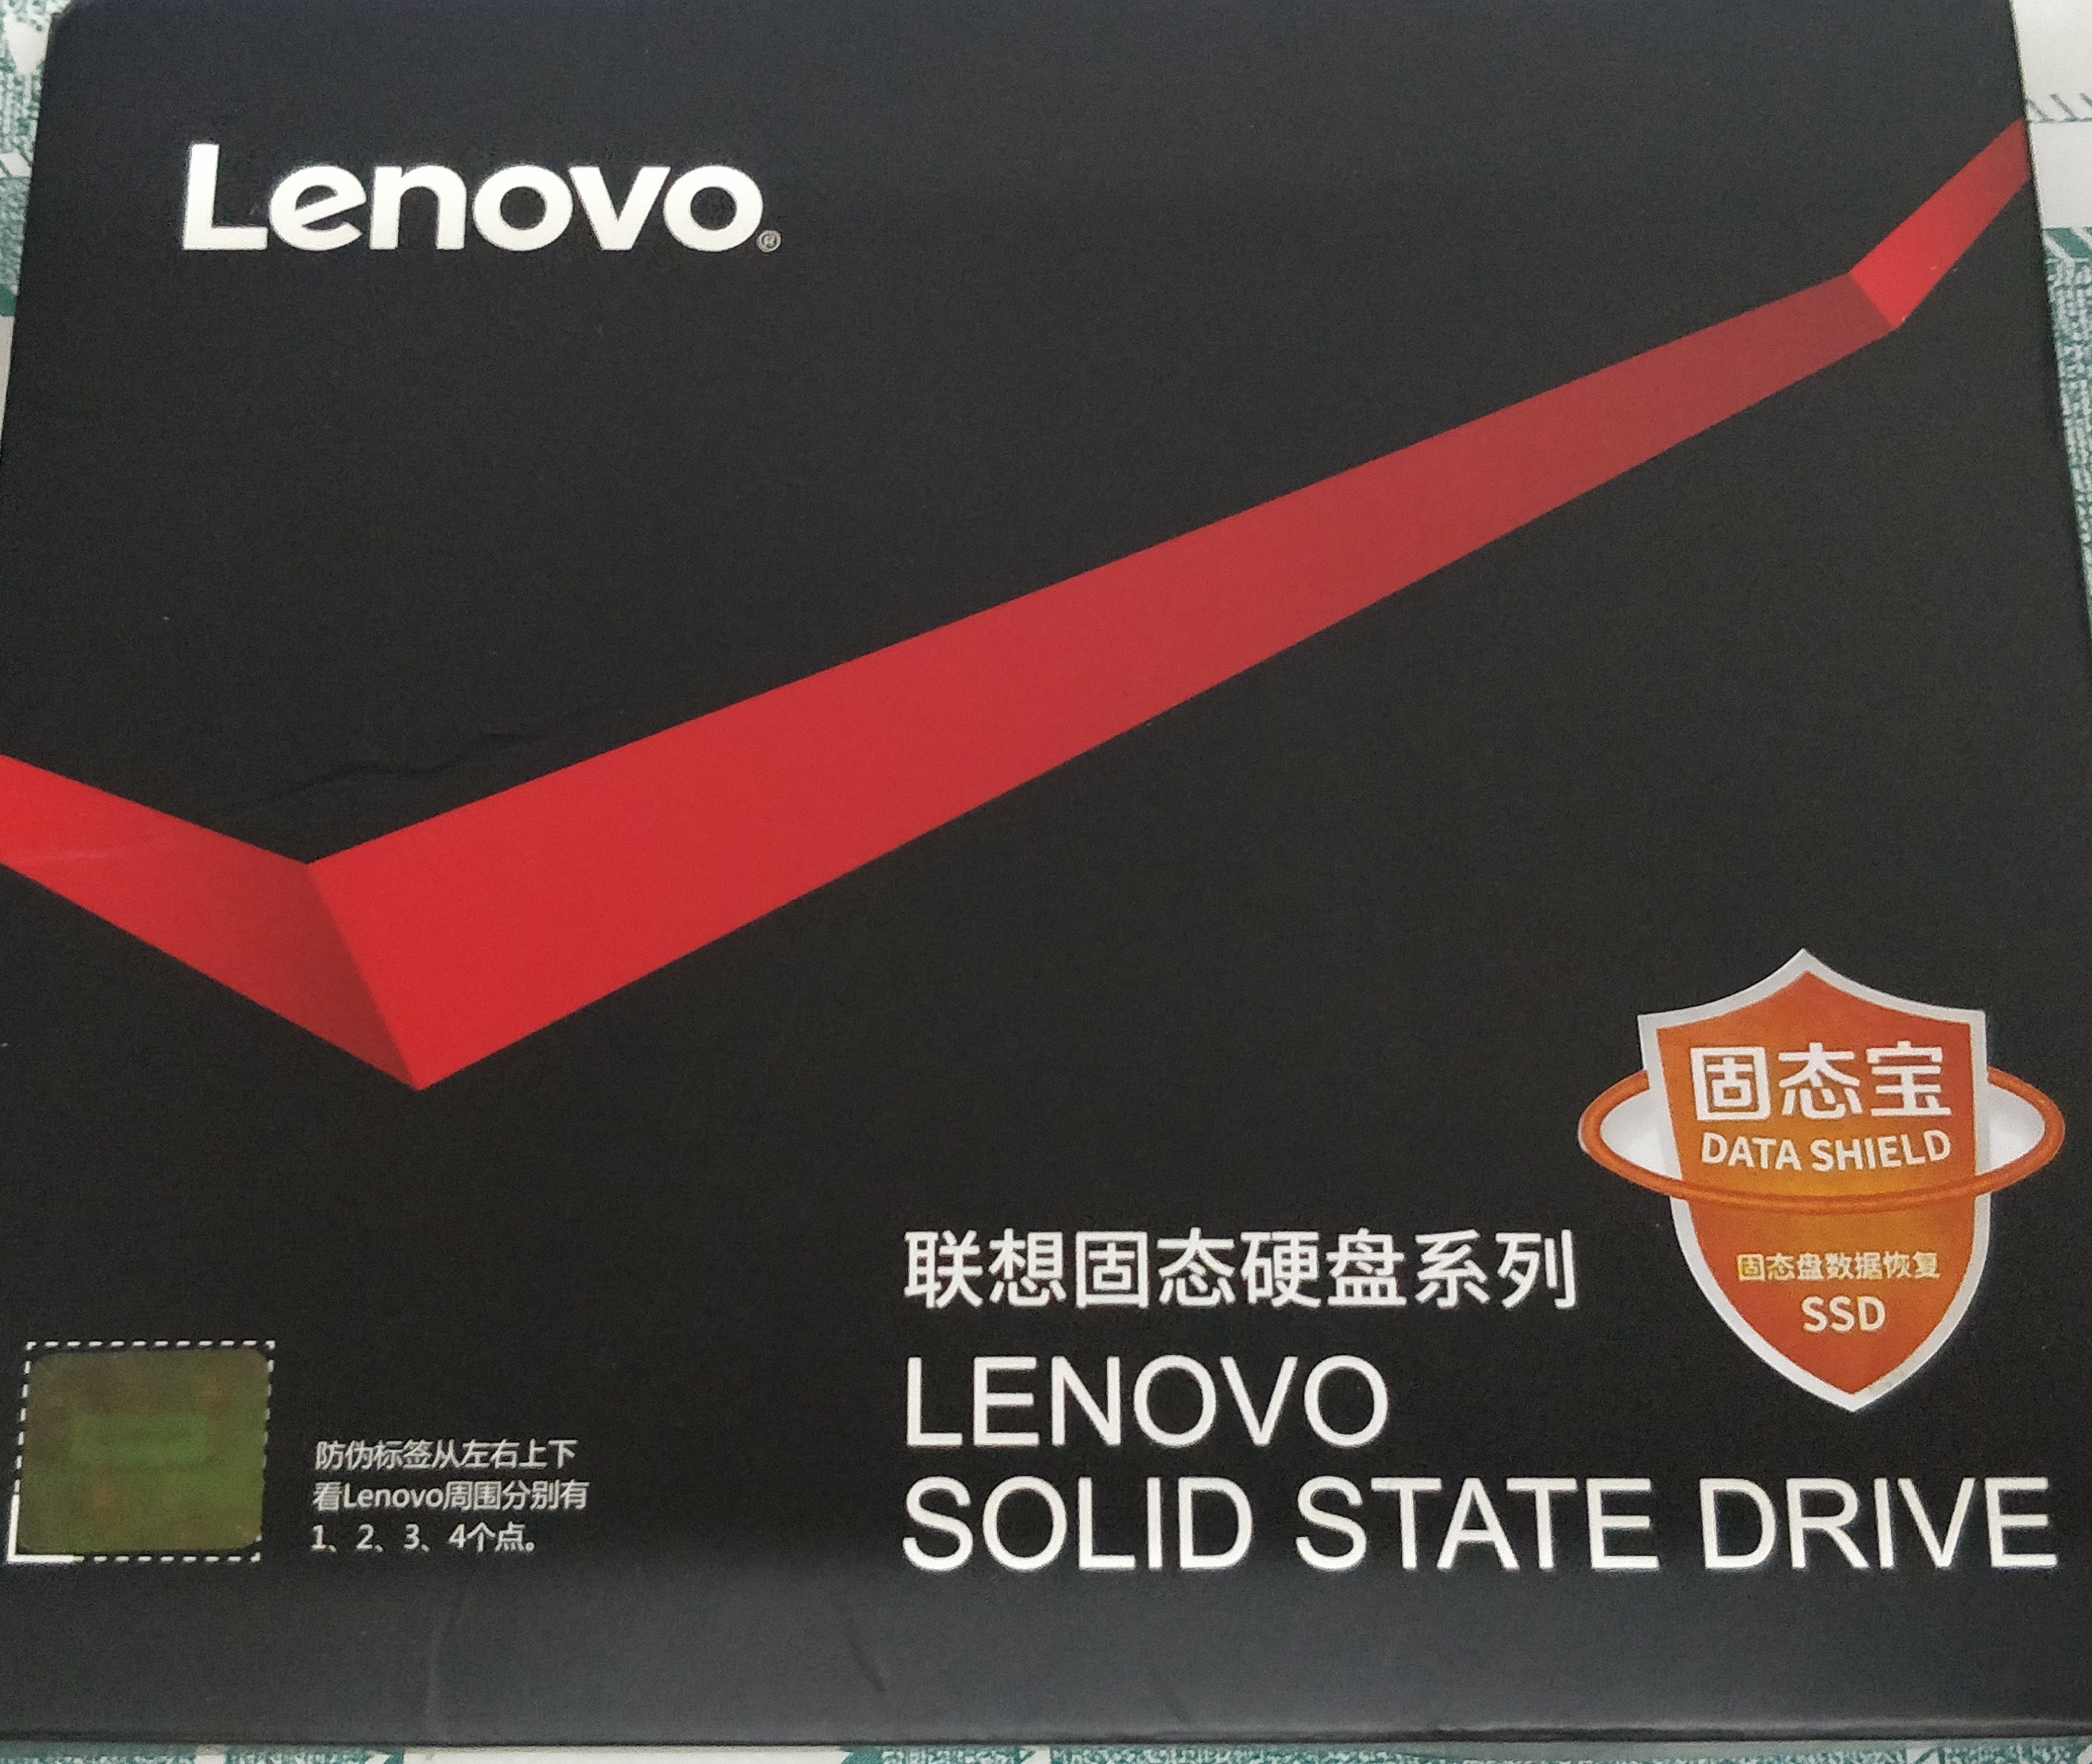 Lenovo®
固态宝
DATA SHIELD
固态盘数据恢复
SSD
联想固态硬盘系列
LENOVO
SOLID STATE DRIVE
防伪标签从左右上下
看Lenovo周围分别有
1、2、3、4个点。